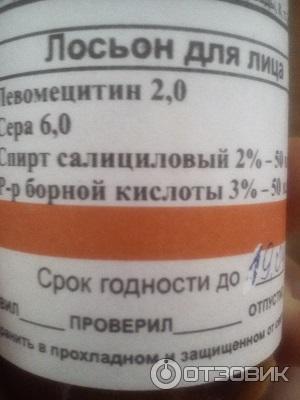 Лосьон для лица
Левомецитин 2,0
Сера 6,0
Спирт салициловый 2% – 50
Р-р борной кислоты 3% – 50
Срок годности до 19
ПРОВЕРИЛ
ранить в прохладном и защищенном от
ОТЗОВИК